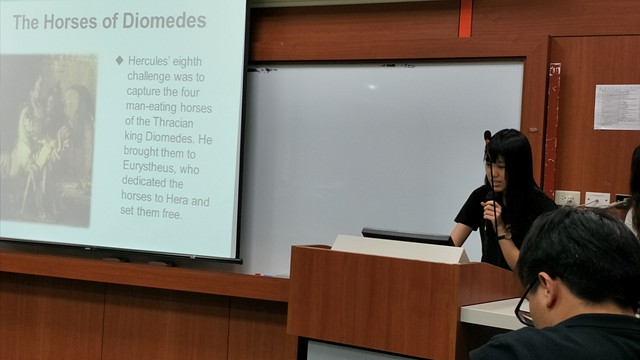 The Horses of Diomedes
◆ Hercules' eighth
challenge was to
capture the four
man-eating horses
of the Thracian
king Diomedes. He
brought them to
Eurystheus, who
dedicated the
horses to Hera and
set them free.